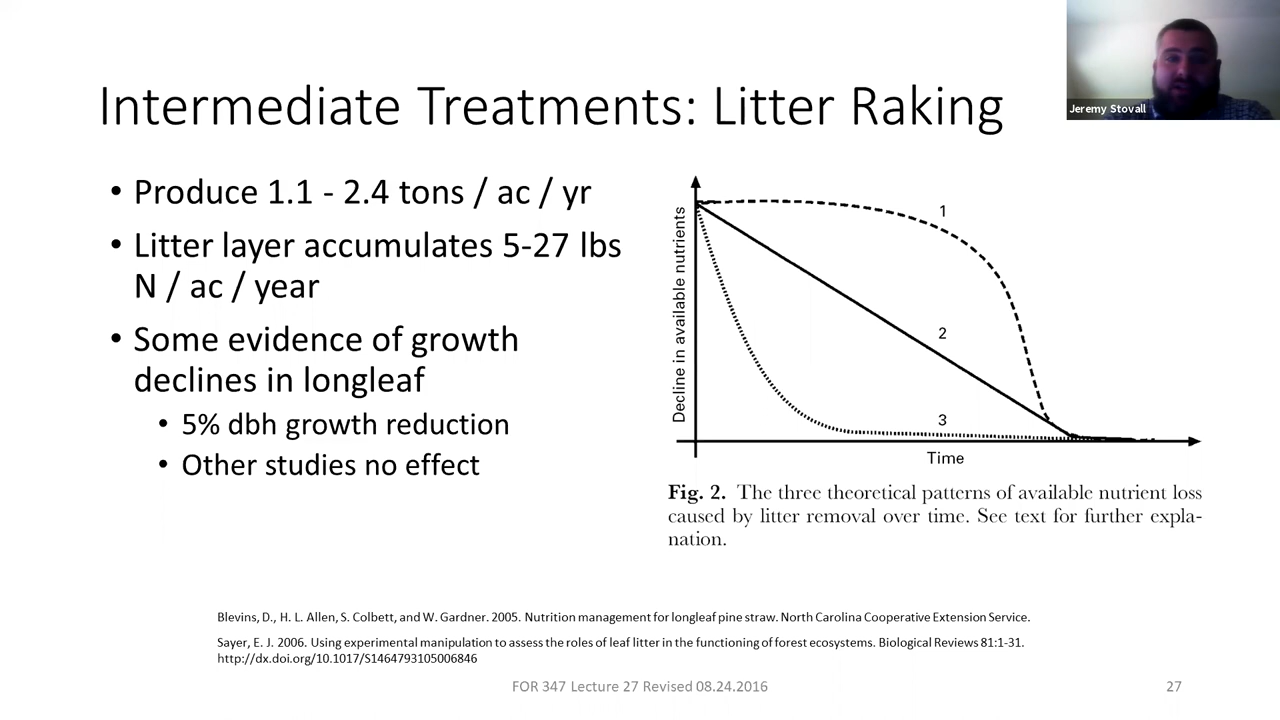 Intermediate Treatments: Litter Raking
Jeremy Stovall
• Produce 1.1 - 2.4 tons / ac / yr
• Litter layer accumulates 5-27 lbs
N / ac / year
• Some evidence of growth
declines in longleaf
• 5% dbh growth reduction
• Other studies no effect
Decline in available nutrients
1
2
3
Time
Fig. 2. The three theoretical patterns of available nutrient loss
caused by litter removal over time. See text for further expla-
nation.
Blevins, D., H. L. Allen, S. Colbett, and W. Gardner. 2005. Nutrition management for longleaf pine straw. North Carolina Cooperative Extension Service.
Sayer, E. J. 2006. Using experimental manipulation to assess the roles of leaf litter in the functioning of forest ecosystems. Biological Reviews 81:1-31.
http://dx.doi.org/10.1017/S1464793105006846
FOR 347 Lecture 27 Revised 08.24.2016
27